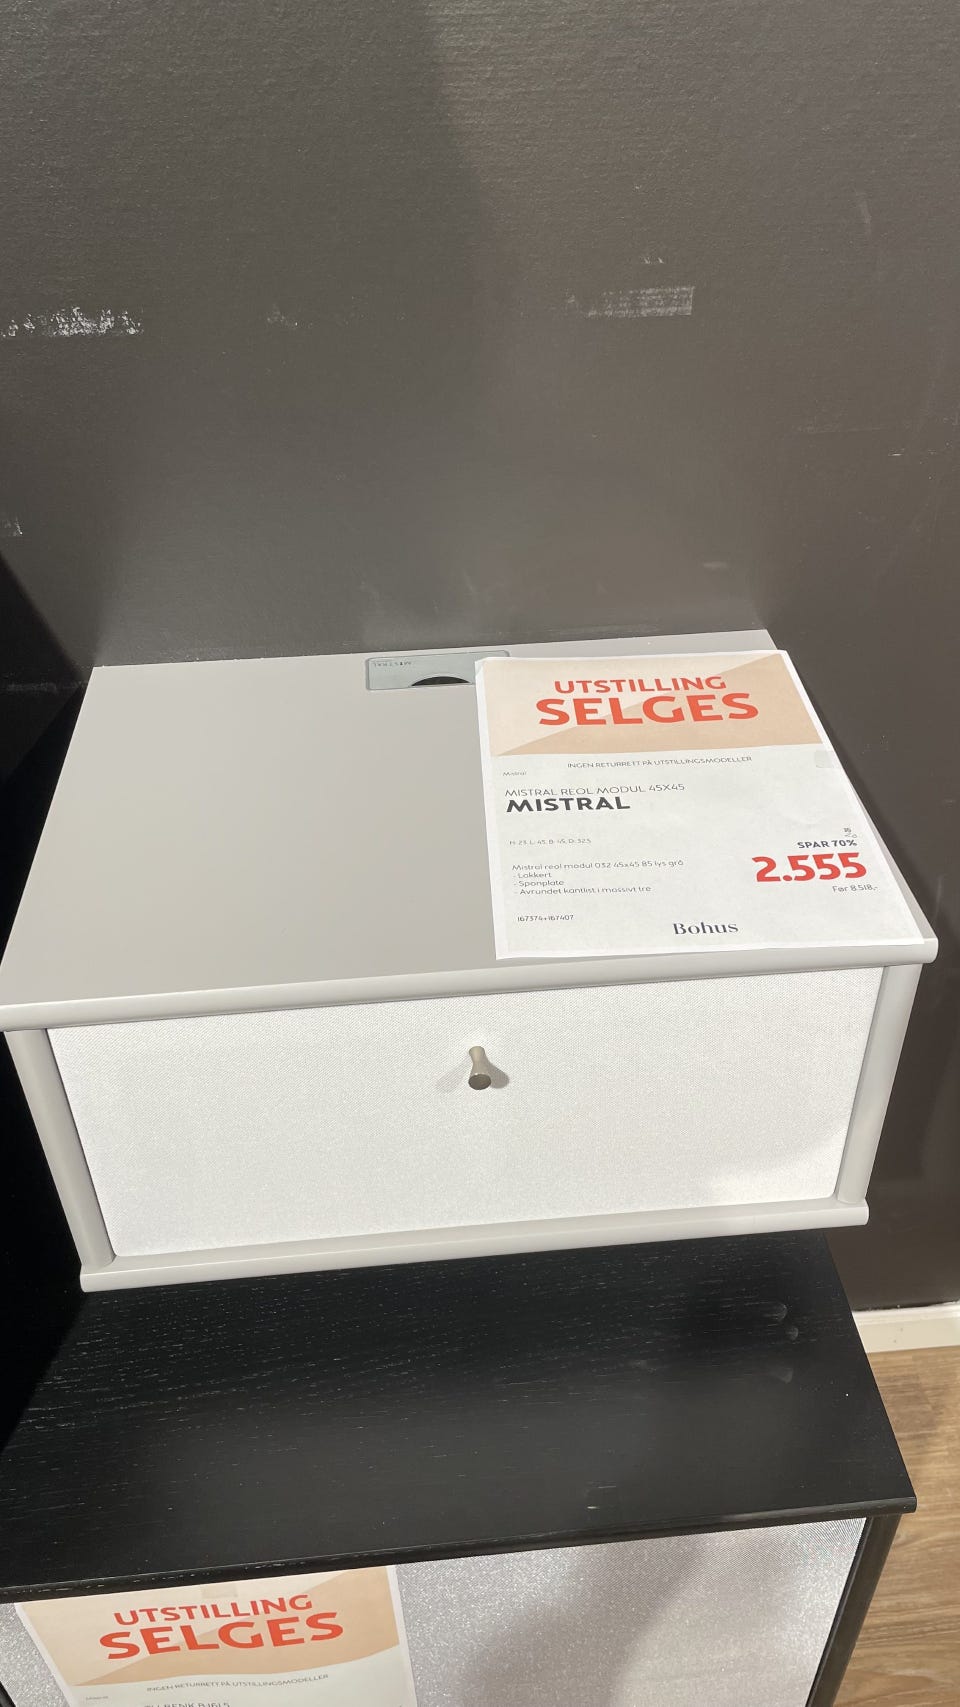 MISTRAL
UTSTILLING
SELGES
INGEN RETURRETT PÅ UTSTILLINGSMODELLER
Mistral
MISTRAL REOL MODUL 45X45
MISTRAL
H: 23, L: 45, B: 45, D: 32.5
SPAR 70%
2.555
Før 8.518,-
Mistral reol modul 032 45x45 85 lys grå
- Lakkert
- Sponplate
- Avrundet kantlist i massivt tre
167374+167407
Bohus
UTSTILLING
SELGES
INGEN RETURRETT PÅ UTSTILLINGSMODELLER